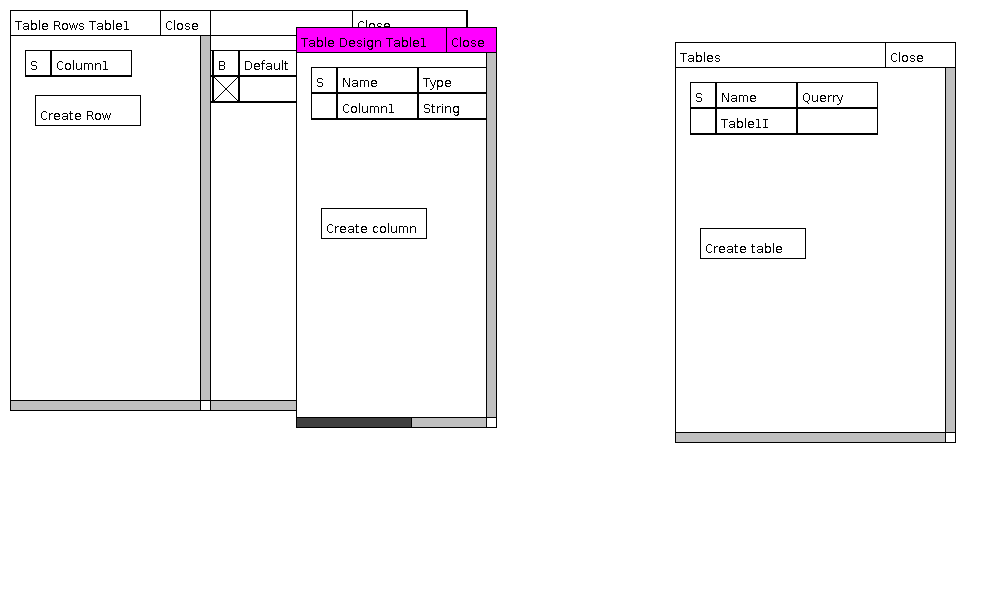 Table Rows Table1 Close
S Column1
Create Row
Close
B Default
Table Design Table1 Close
S Name Type
Column1 String
Create column
Tables Close
S Name Querry
Table1I
Create table